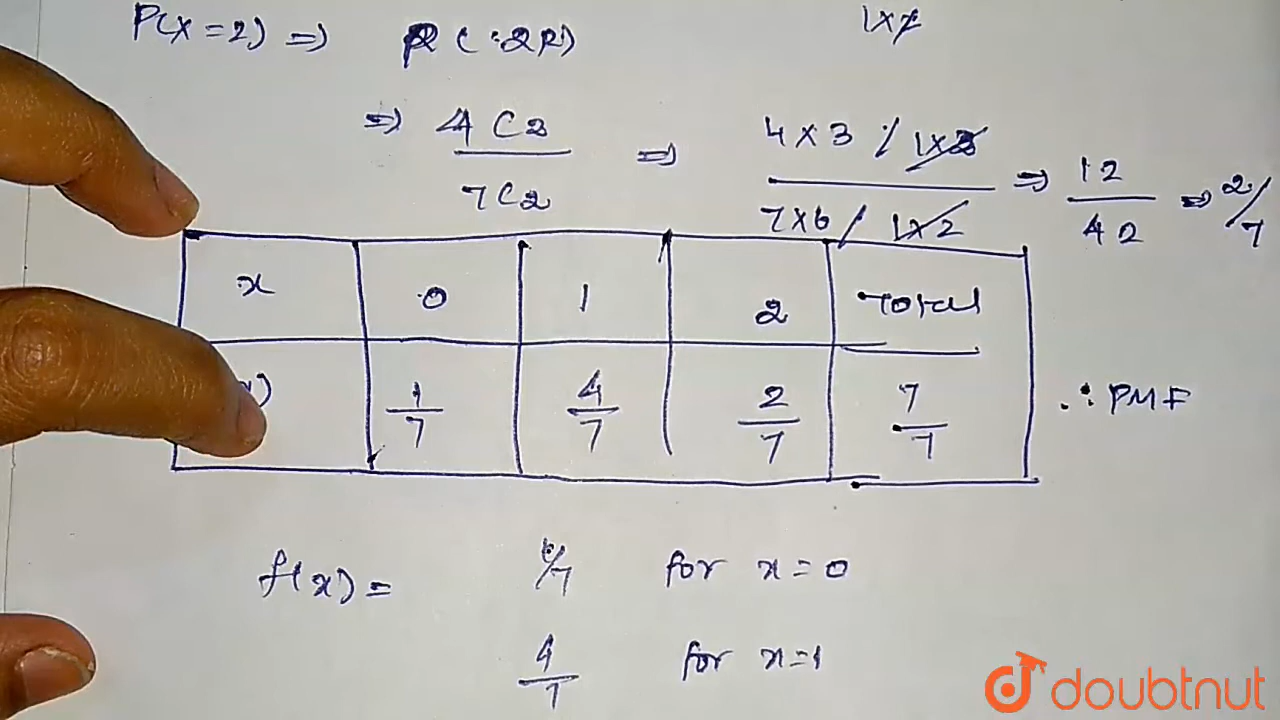 P(X=2) ⇒ P(:2R) 1×2
⇒ 4C2 / 7C2 ⇒ 4×3 / 1×2 / 7×6 / 1×2 ⇒ 12/42 ⇒ 2/7
x 0 1 2 Total
x) 1/7 4/7 2/7 7/7 ∴ PMF
f(x) = 1/7 for x=0
4/7 for x=1
doubtnut